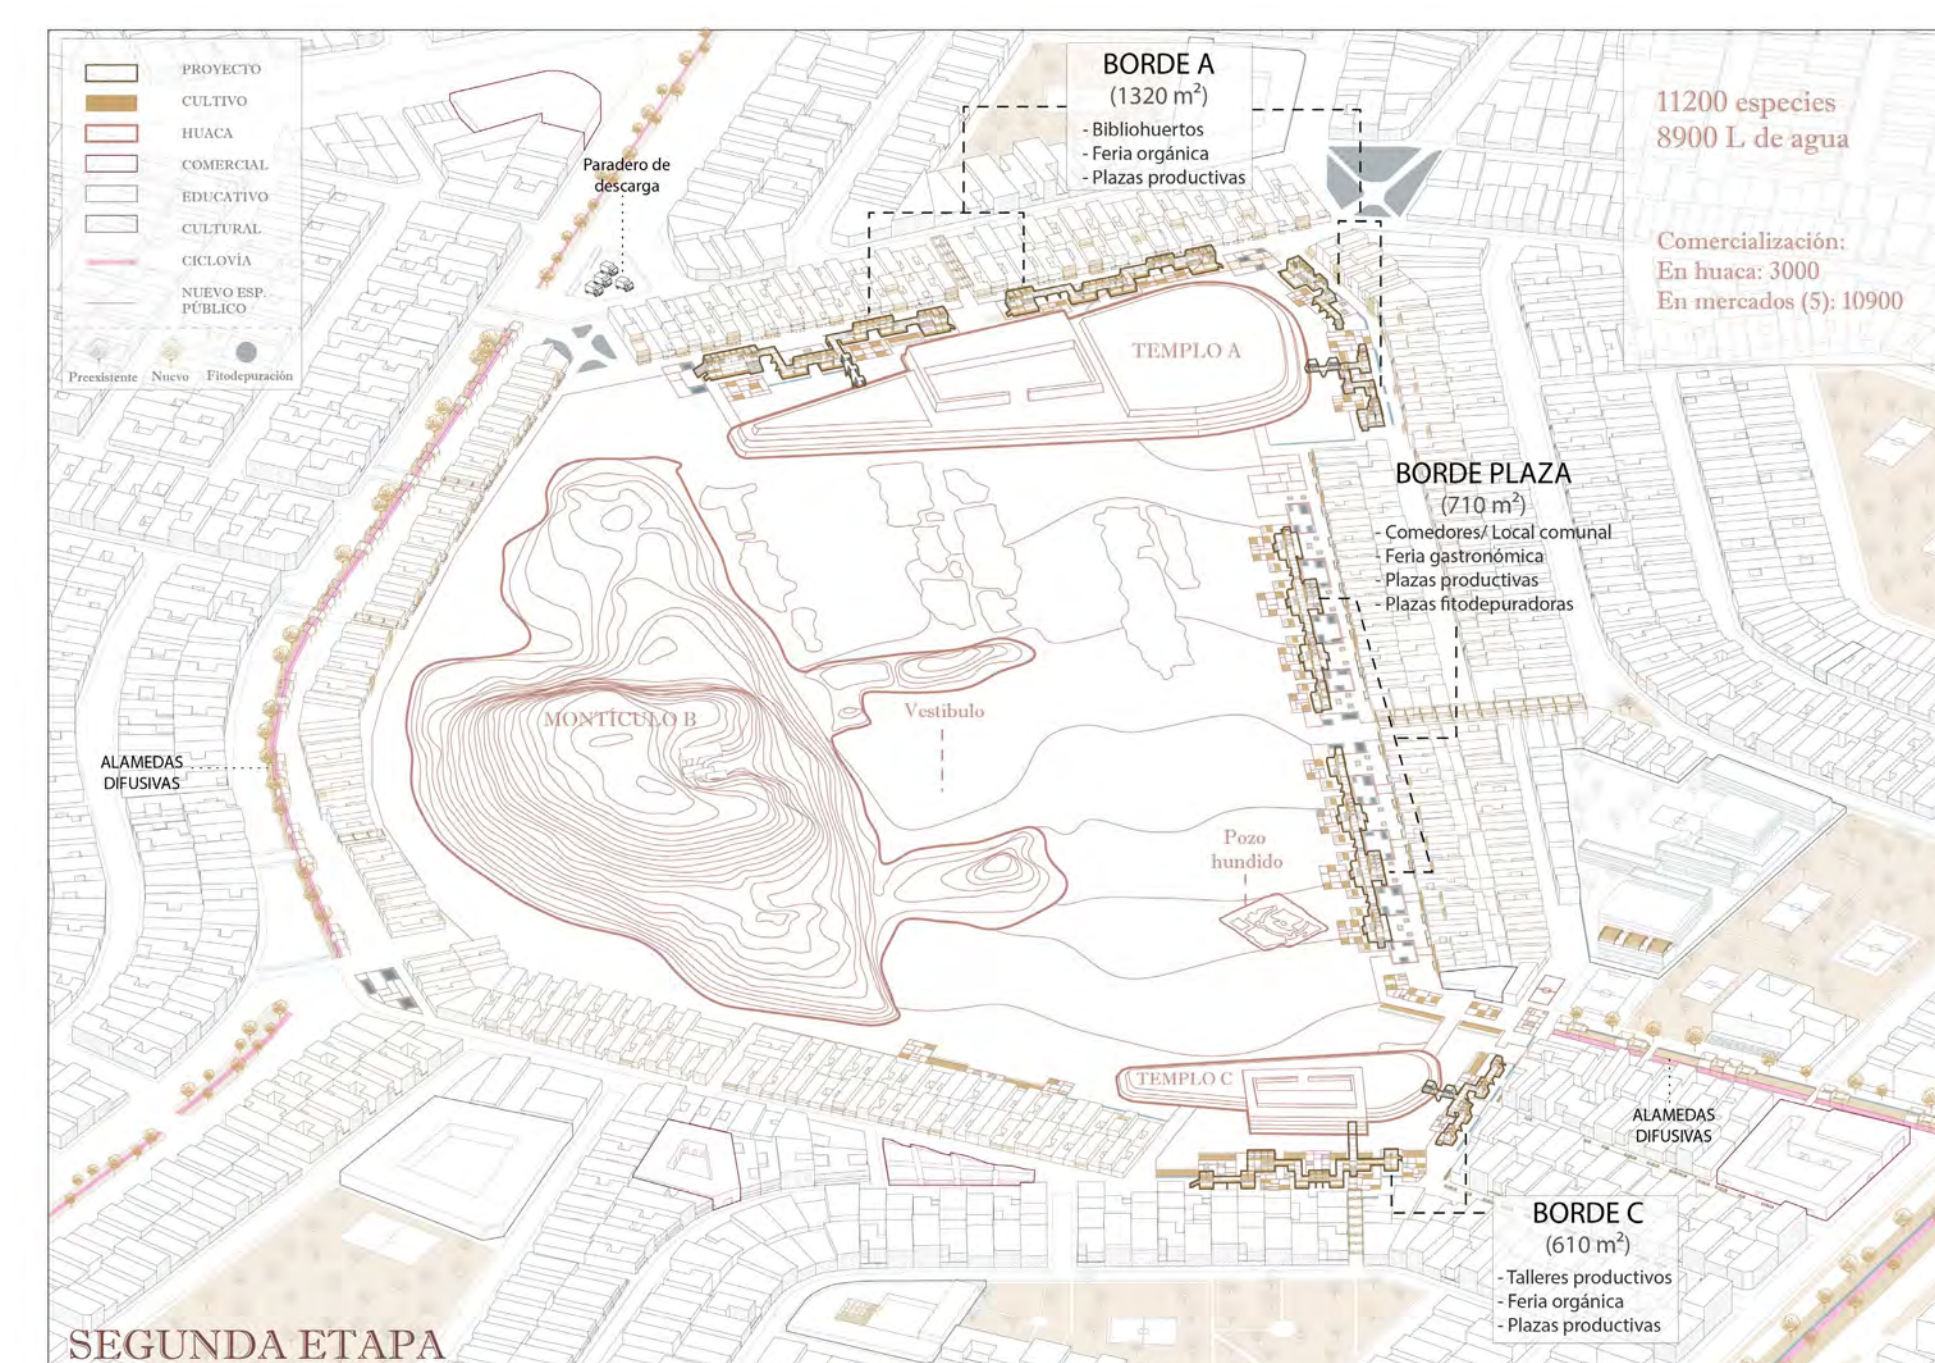 PROYECTO
CULTIVO
HUACA
COMERCIAL
EDUCATIVO
CULTURAL
CICLOVÍA
NUEVO ESP.
PÚBLICO
Preexistente Nuevo Fitodepuración
Paradero de
descarga
BORDE A
(1320 m²)
- Bibliohuertos
- Feria orgánica
- Plazas productivas
11200 especies
8900 L de agua
Comercialización:
En huaca: 3000
En mercados (5): 10900
TEMPLO A
BORDE PLAZA
(710 m²)
- Comedores/ Local comunal
- Feria gastronómica
- Plazas productivas
- Plazas fitodepuradoras
MONTÍCULO B
Vestíbulo
ALAMEDAS
DIFUSIVAS
Pozo
hundido
TEMPLO C
ALAMEDAS
DIFUSIVAS
BORDE C
(610 m²)
- Talleres productivos
- Feria orgánica
- Plazas productivas
SEGUNDA ETAPA